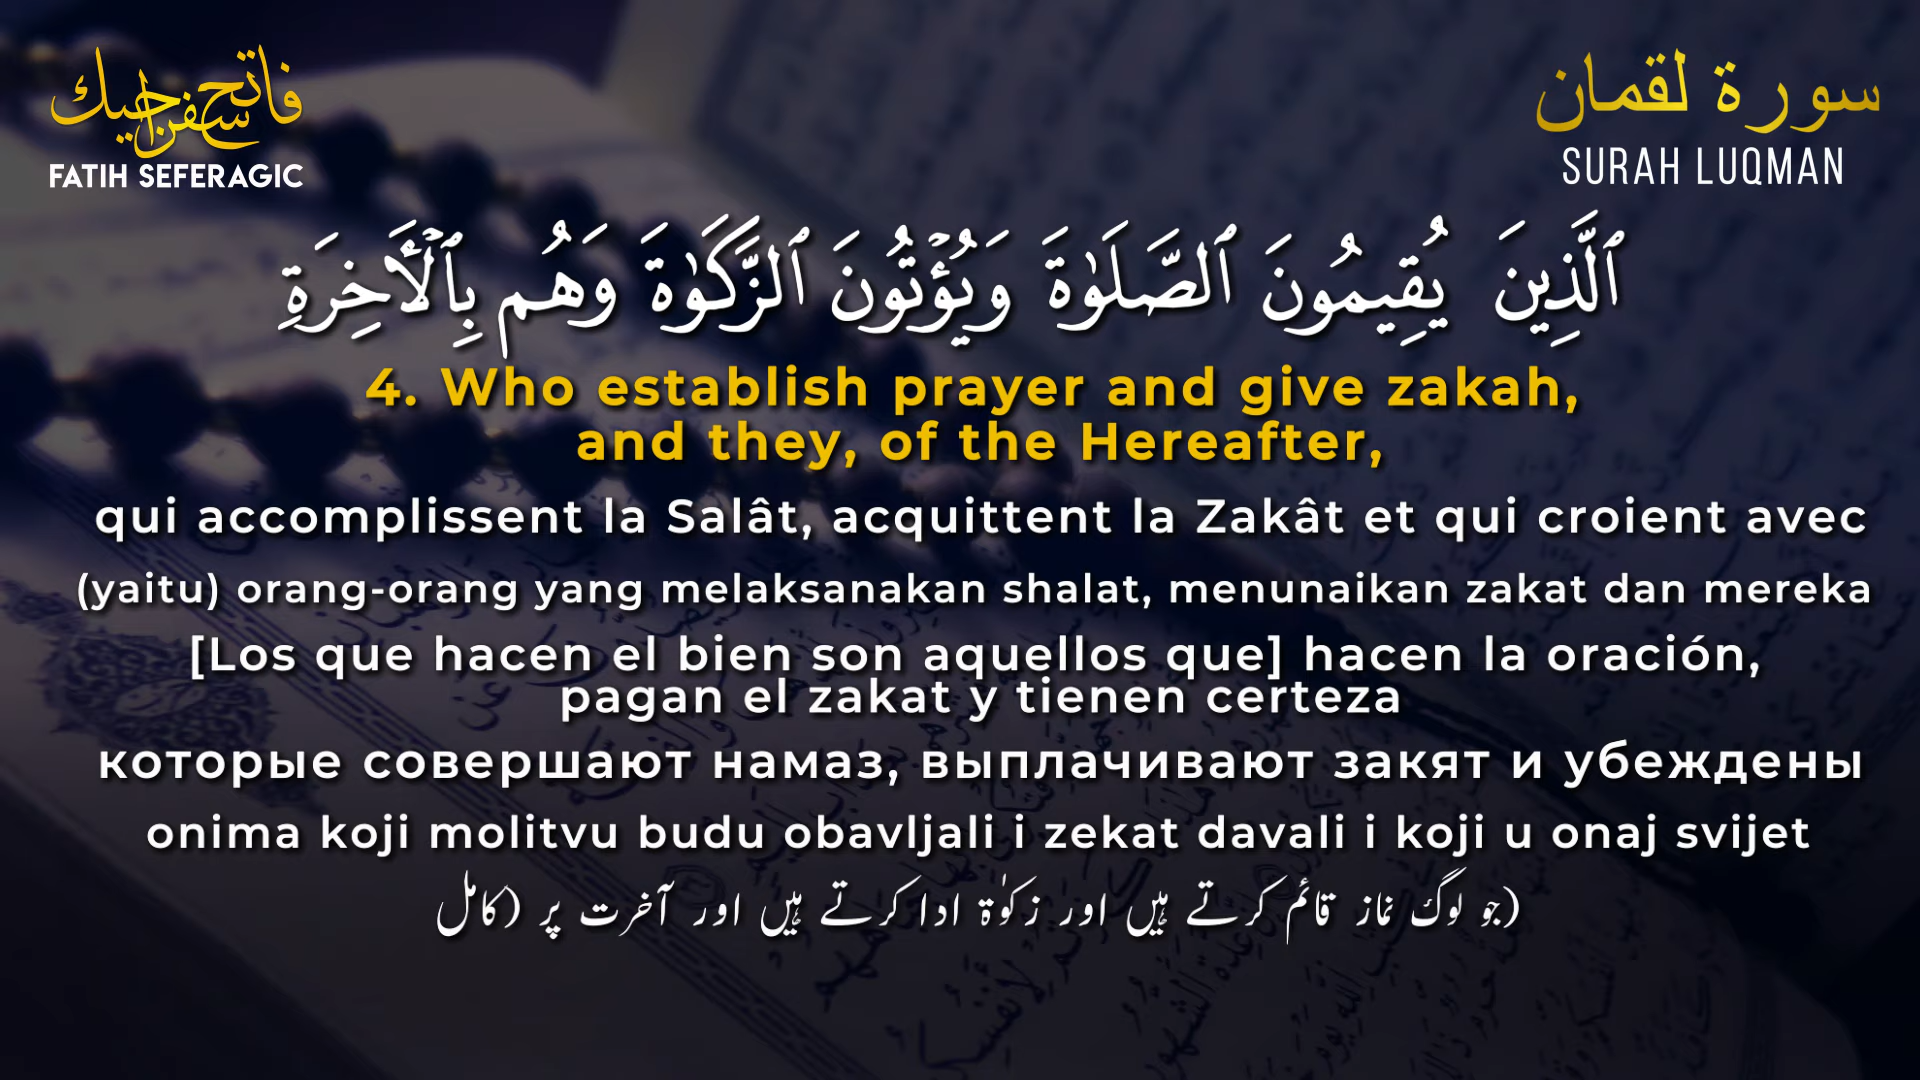 فاتح سفراجيك
FATIH SEFERAGIC
سورة لقمان
SURAH LUQMAN
ٱلَّذِينَ يُقِيمُونَ ٱلصَّلَوٰةَ وَيُؤْتُونَ ٱلزَّكَوٰةَ وَهُم بِٱلْأَخِرَةِ
4. Who establish prayer and give zakah,
and they, of the Hereafter,
qui accomplissent la Salât, acquittent la Zakât et qui croient avec
(yaitu) orang-orang yang melaksanakan shalat, menunaikan zakat dan mereka
[Los que hacen el bien son aquellos que] hacen la oración,
pagan el zakat y tienen certeza
которые совершают намаз, выплачивают закят и убеждены
onima koji molitvu budu obavljali i zekat davali i koji u onaj svijet
(جو لوگ نماز قائم کرتے ہیں اور زکوٰۃ ادا کرتے ہیں اور آخرت پر (کامل